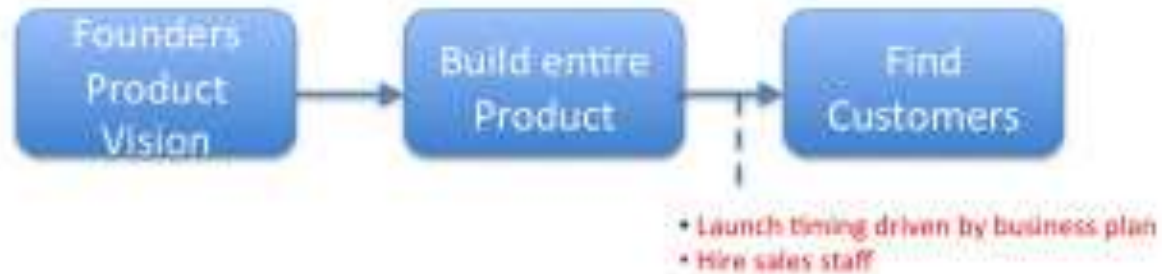 Founders
Product
Vision
Build entire
Product
Find
Customers
• Launch timing driven by business plan
• Hire sales staff